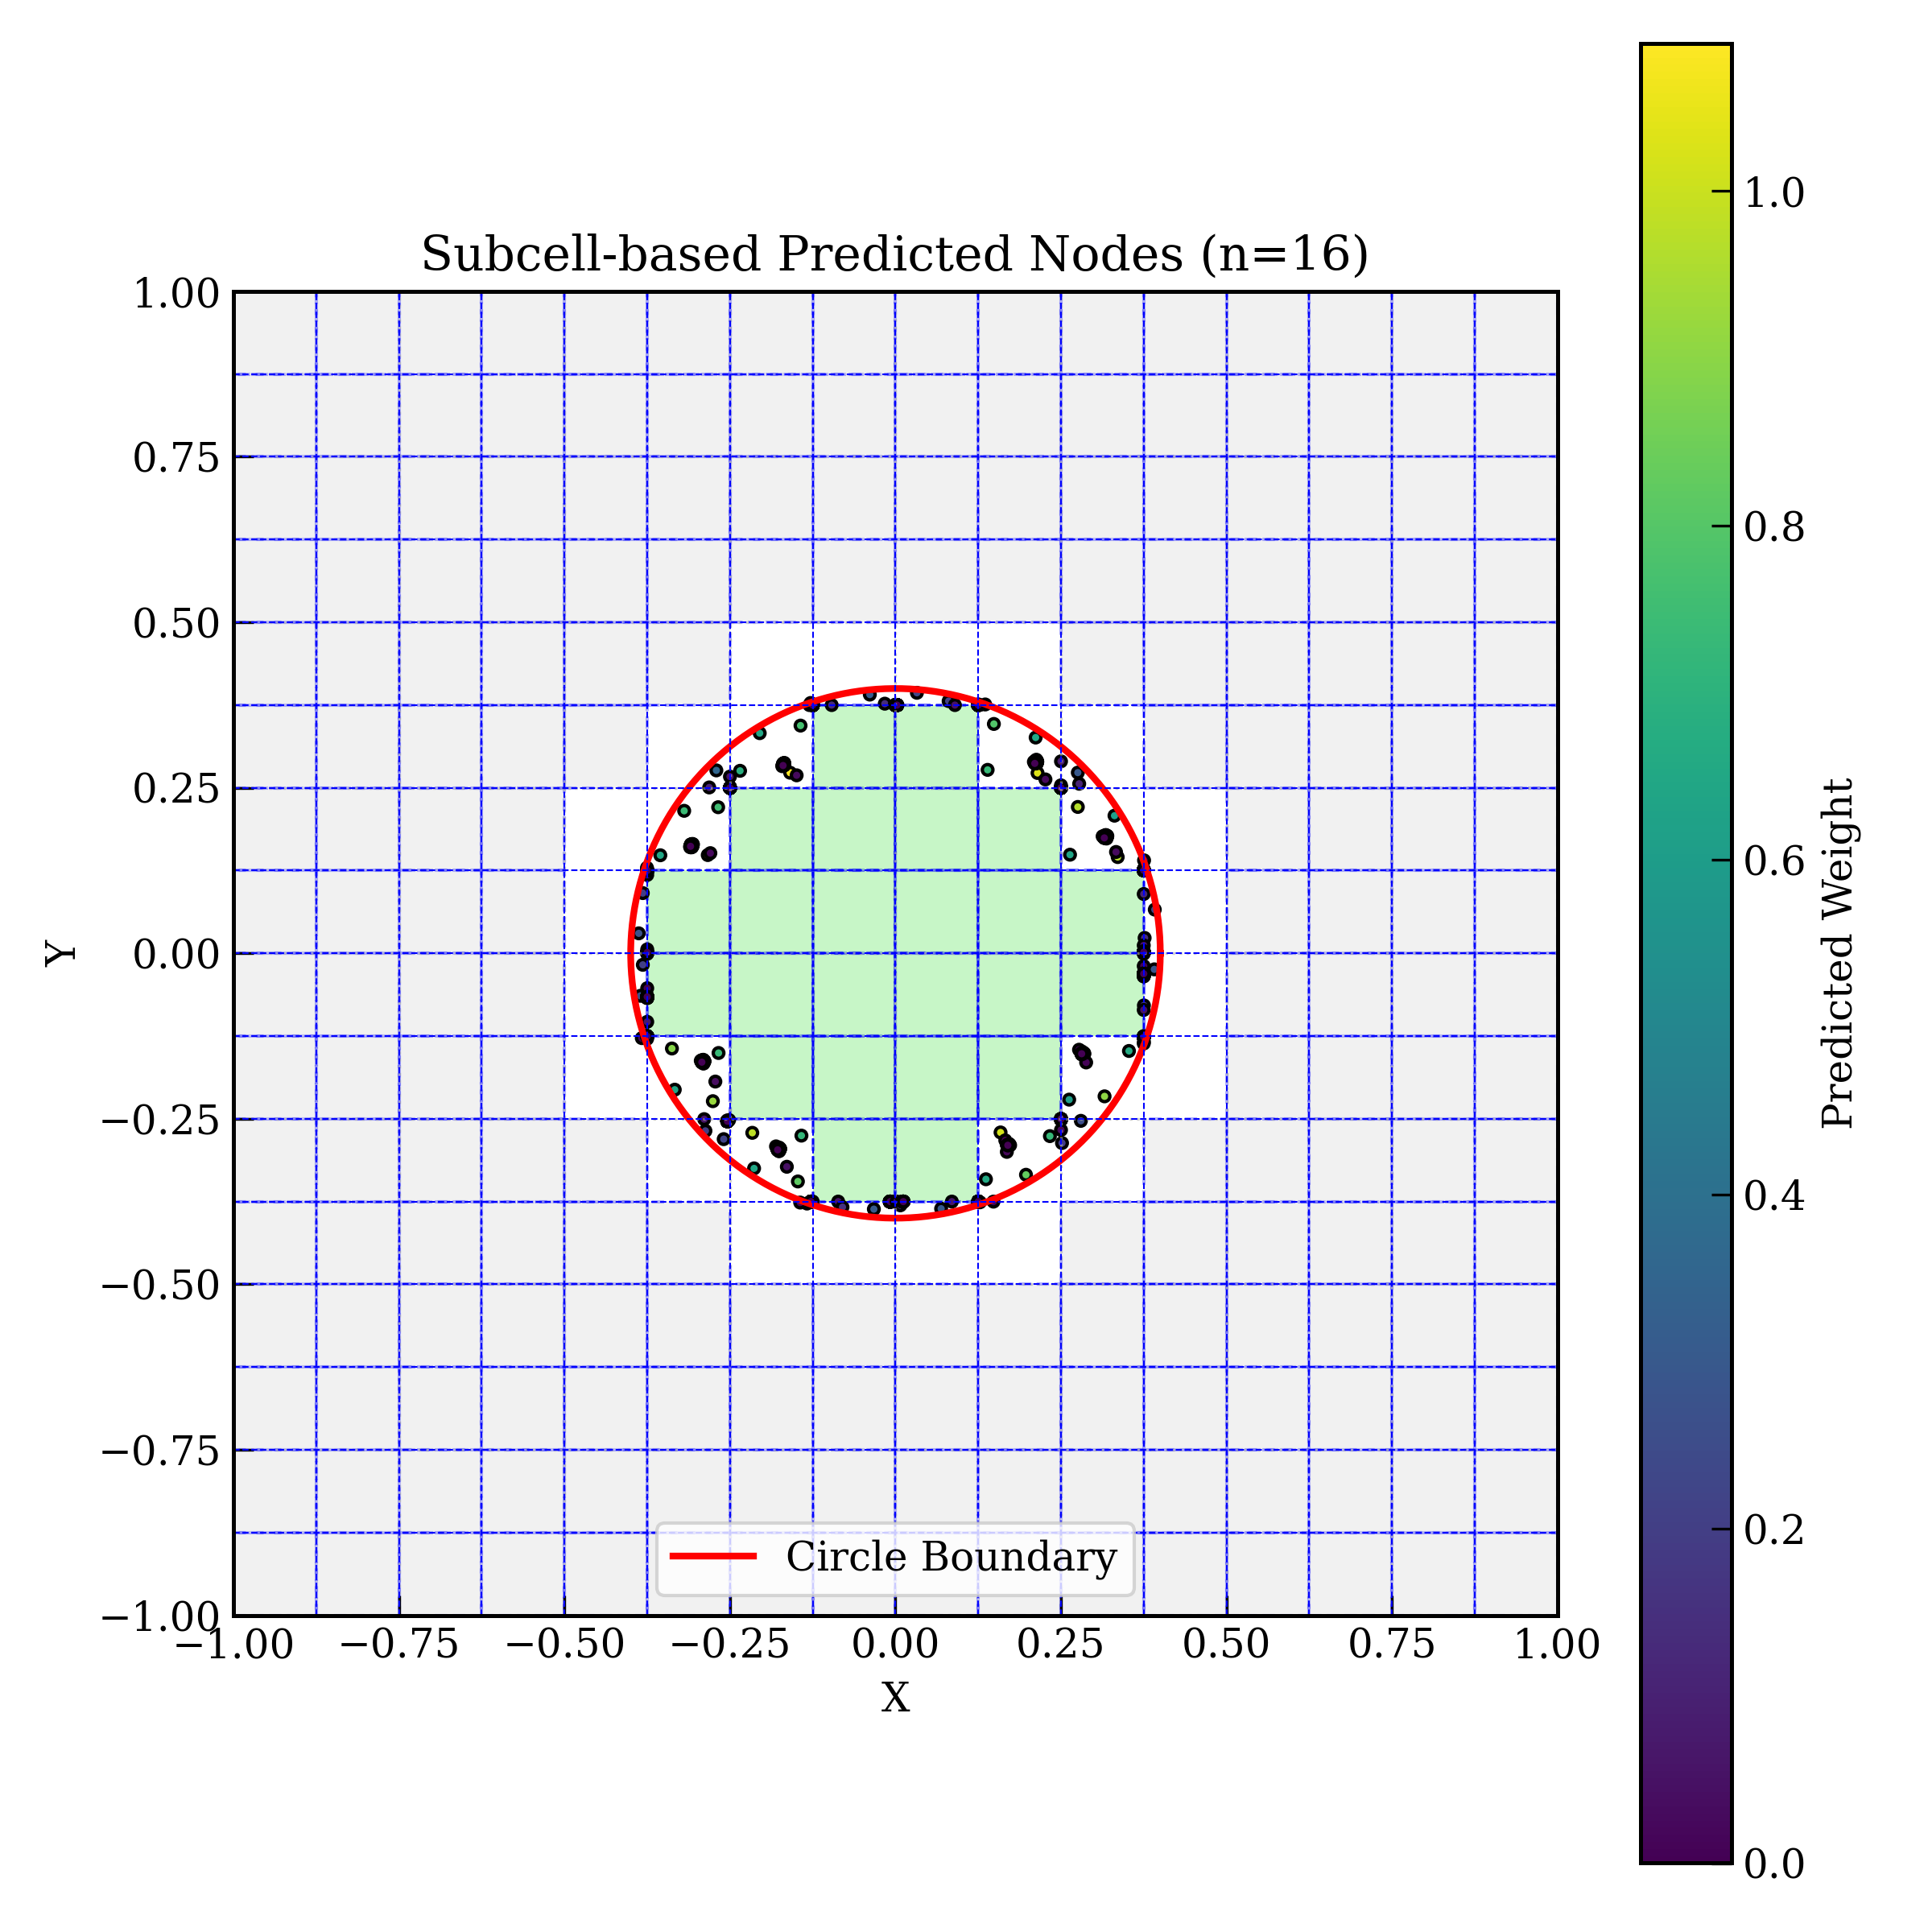 Subcell-based Predicted Nodes (n=16)
1.00
0.75
0.50
0.25
0.00
−0.25
−0.50
−0.75
−1.00
Y
−1.00 −0.75 −0.50 −0.25 0.00 0.25 0.50 0.75 1.00
X
Circle Boundary
1.0
0.8
0.6
0.4
0.2
0.0
Predicted Weight